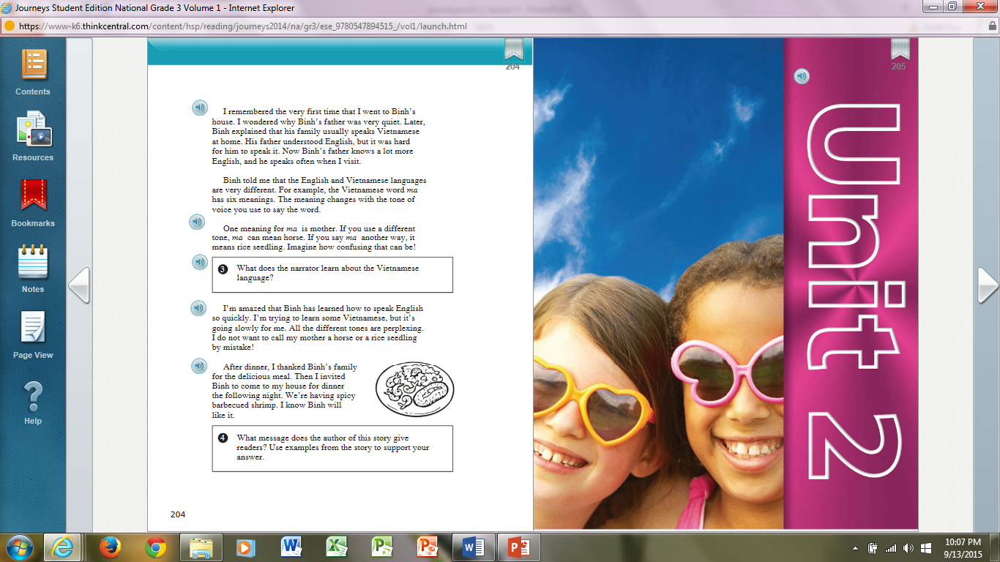 Journeys Student Edition National Grade 3 Volume 1 - Internet Explorer
https://www-k6.thinkcentral.com/content/hsp/reading/journeys2014/na/gr3/ese_9780547894515_/vol1/launch.html
Contents
Resources
Bookmarks
Notes
Page View
Help
204
I remembered the very first time that I went to Binh's
house. I wondered why Binh's father was very quiet. Later,
Binh explained that his family usually speaks Vietnamese
at home. His father understood English, but it was hard
for him to speak it. Now Binh's father knows a lot more
English, and he speaks often when I visit.
Binh told me that the English and Vietnamese languages
are very different. For example, the Vietnamese word ma
has six meanings. The meaning changes with the tone of
voice you use to say the word.
One meaning for ma is mother. If you use a different
tone, ma can mean horse. If you say ma another way, it
means rice seedling. Imagine how confusing that can be!
3 What does the narrator learn about the Vietnamese
language?
I'm amazed that Binh has learned how to speak English
so quickly. I'm trying to learn some Vietnamese, but it's
going slowly for me. All the different tones are perplexing.
I do not want to call my mother a horse or a rice seedling
by mistake!
After dinner, I thanked Binh's family
for the delicious meal. Then I invited
Binh to come to my house for dinner
the following night. We're having spicy
barbecued shrimp. I know Binh will
like it.
4 What message does the author of this story give
readers? Use examples from the story to support your
answer.
204
205
Unit 2
10:07 PM
9/13/2015